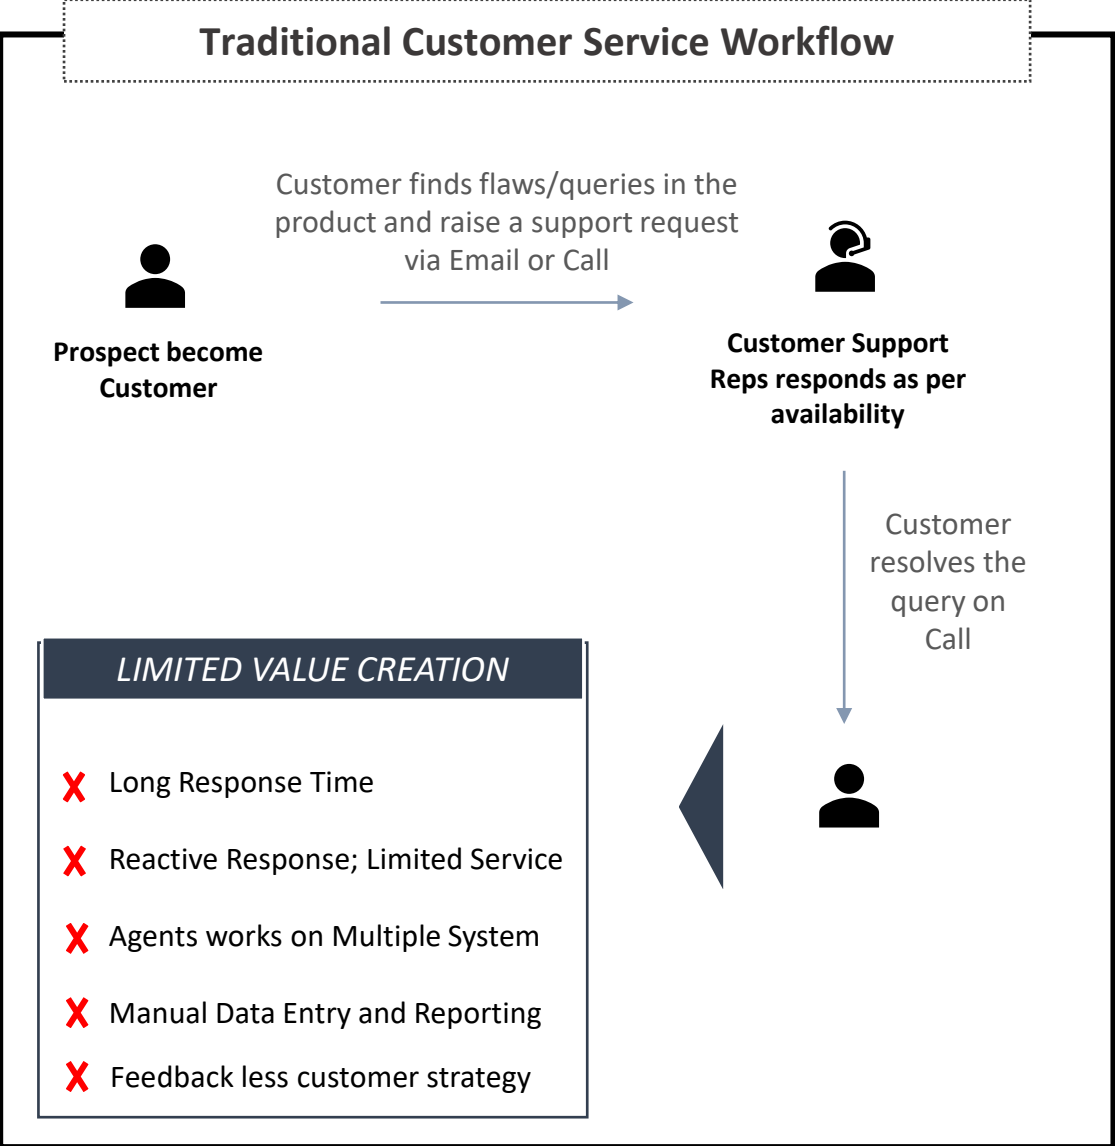 Traditional Customer Service Workflow
Customer finds flaws/queries in the
product and raise a support request
via Email or Call
Prospect become
Customer
Customer Support
Reps responds as per
availability
Customer
resolves the
query on
Call
LIMITED VALUE CREATION
Long Response Time
Reactive Response; Limited Service
Agents works on Multiple System
Manual Data Entry and Reporting
Feedback less customer strategy